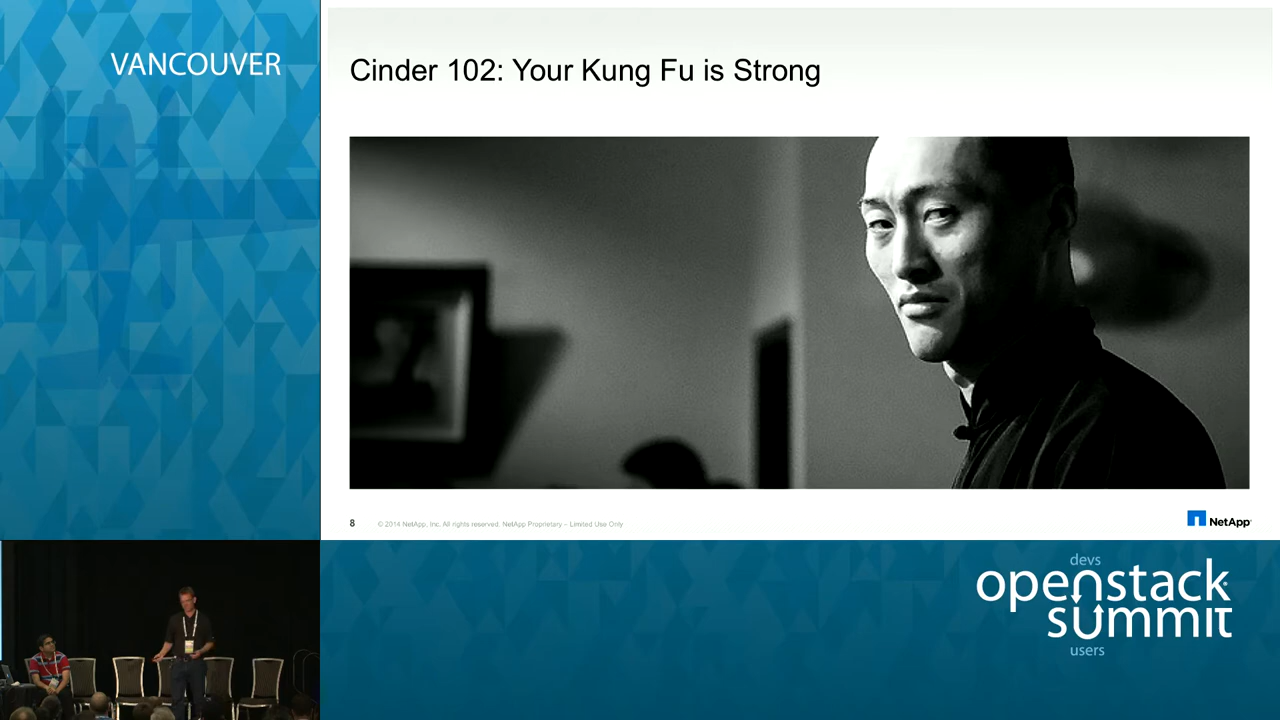 VANCOUVER
Cinder 102: Your Kung Fu is Strong
8
© 2014 NetApp, Inc. All rights reserved. NetApp Proprietary – Limited Use Only
NetApp
devs
openstack
summit
users